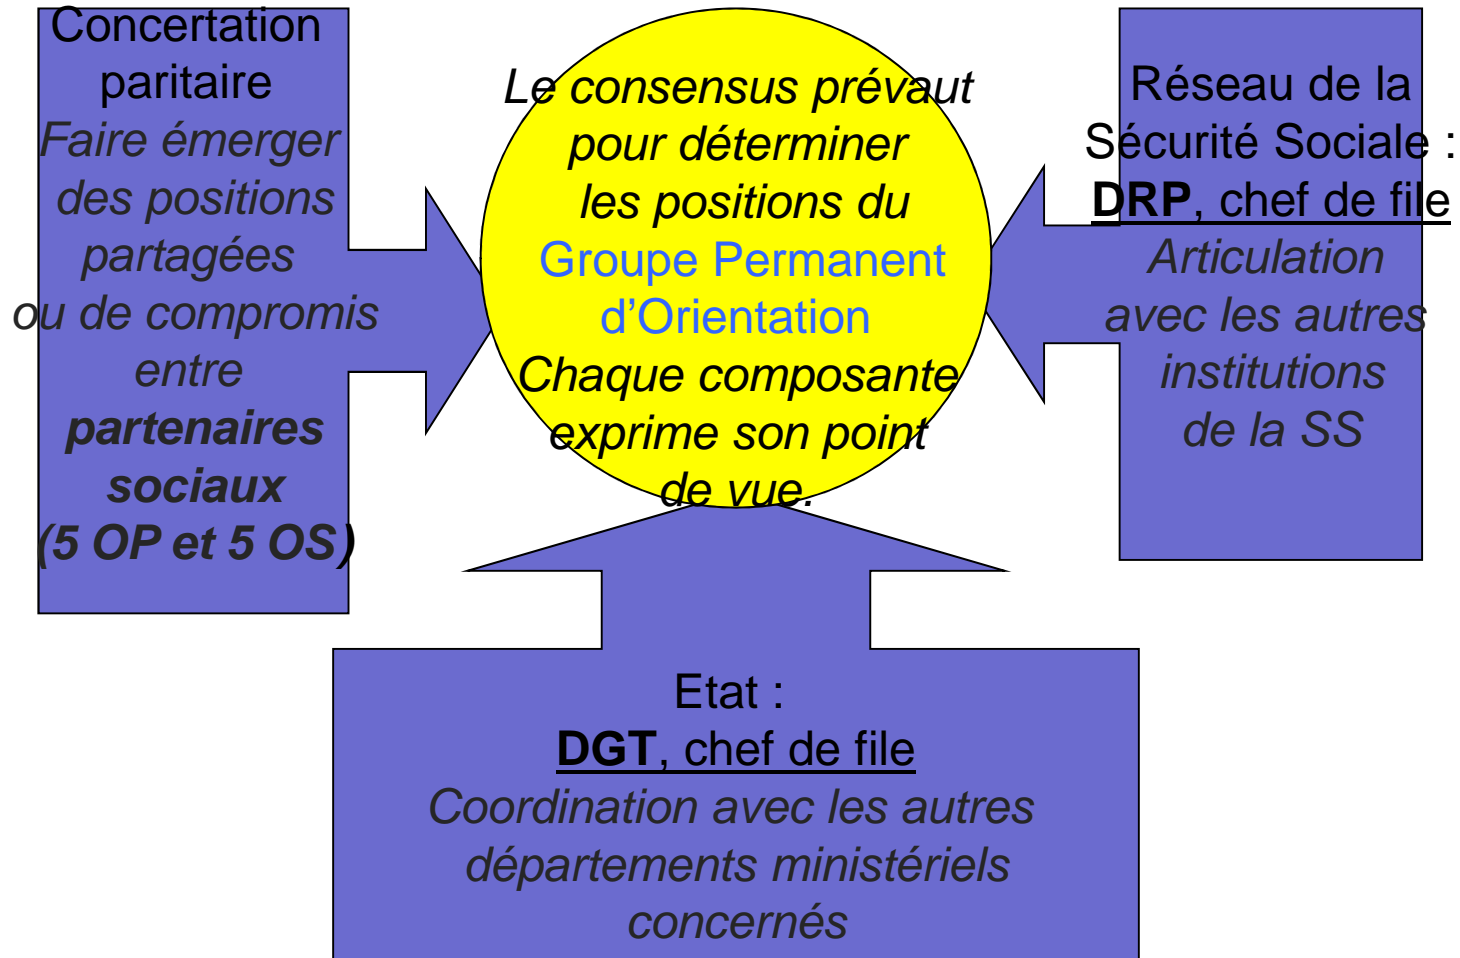 Concertation
paritaire
Faire émerger
des positions
partagées
ou de compromis
entre
partenaires
sociaux
(5 OP et 5 OS)
Le consensus prévaut
pour déterminer
les positions du
Groupe Permanent
d’Orientation
Chaque composante
exprime son point
de vue.
Réseau de la
Sécurité Sociale :
DRP, chef de file
Articulation
avec les autres
institutions
de la SS
Etat :
DGT, chef de file
Coordination avec les autres
départements ministériels
concernés